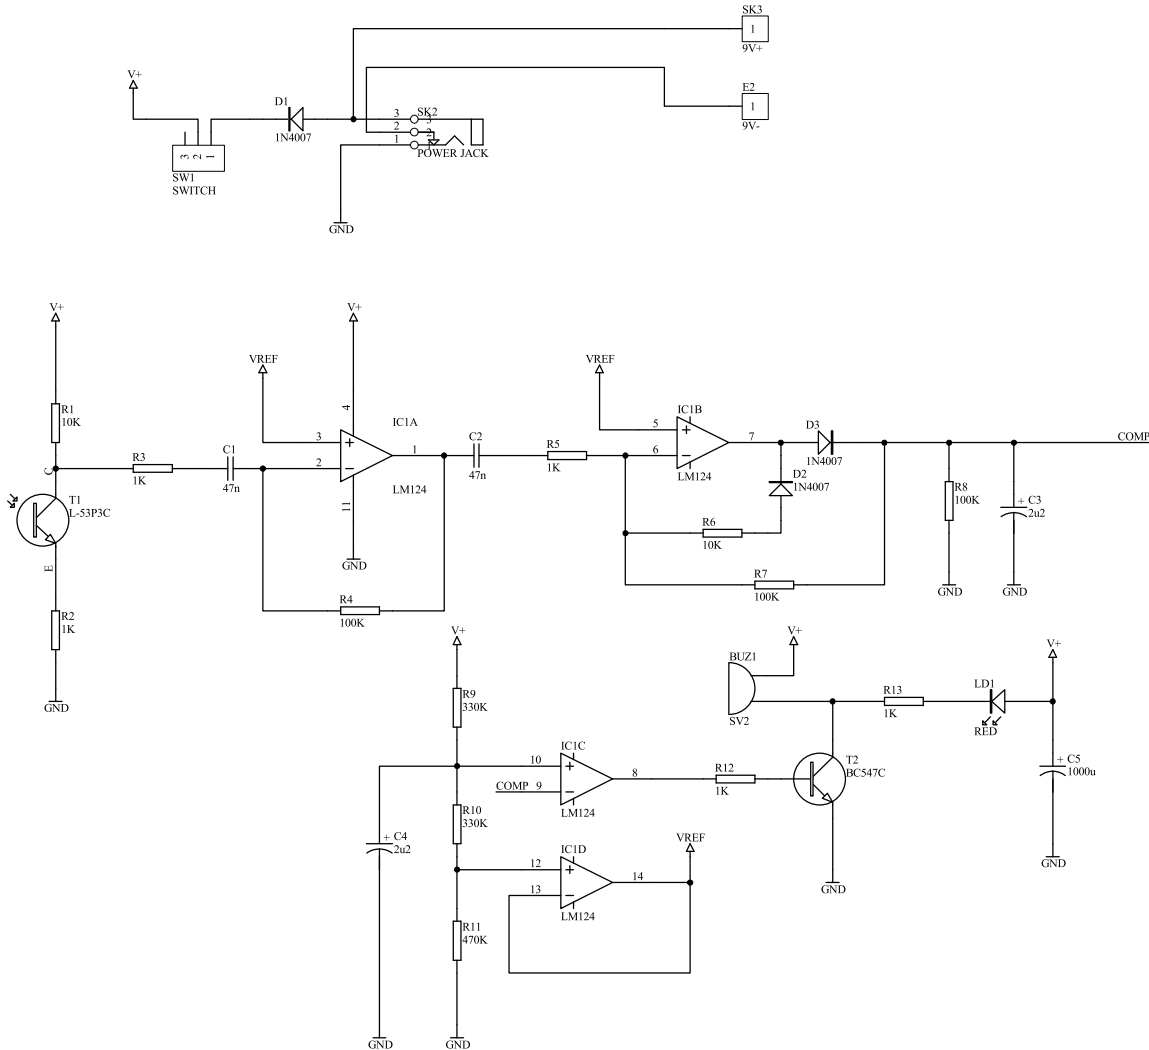 SK3
1
9V+
V+
E2
1
9V-
D1
1N4007
3
SK2
3
2
2
1
1
POWER JACK
3
2
1
SW1
SWITCH
GND
V+
V+
VREF
VREF
R1
10K
4
IC1A
IC1B
5
7
D3
1N4007
COMP
3
2
1
C
R3
1K
C1
47n
C2
47n
R5
1K
6
LM124
D2
1N4007
R8
100K
+ C3
2u2
LM124
11
T1
L-53P3C
R6
10K
GND
E
R7
100K
GND
GND
R4
100K
R2
1K
GND
V+
V+
V+
BUZ1
SV2
R9
330K
R13
1K
LD1
RED
IC1C
10
COMP 9
8
LM124
R12
1K
T2
BC547C
+ C5
1000u
R10
330K
+ C4
2u2
VREF
IC1D
12
13
14
LM124
GND
GND
R11
470K
GND
GND